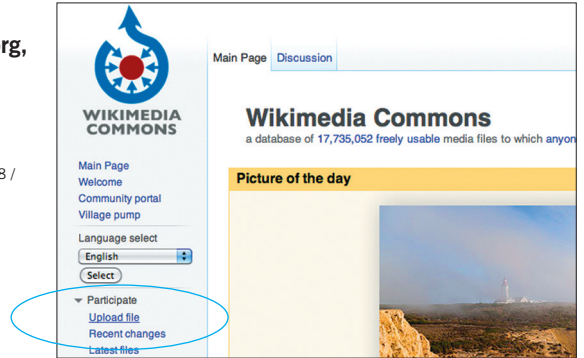 rg,
8 /
WIKIMEDIA
COMMONS
Main Page
Welcome
Community portal
Village pump
Language select
English
Select
Participate
Upload file
Recent changes
Latest files
Main Page Discussion
Wikimedia Commons
a database of 17,735,052 freely usable media files to which anyon
Picture of the day